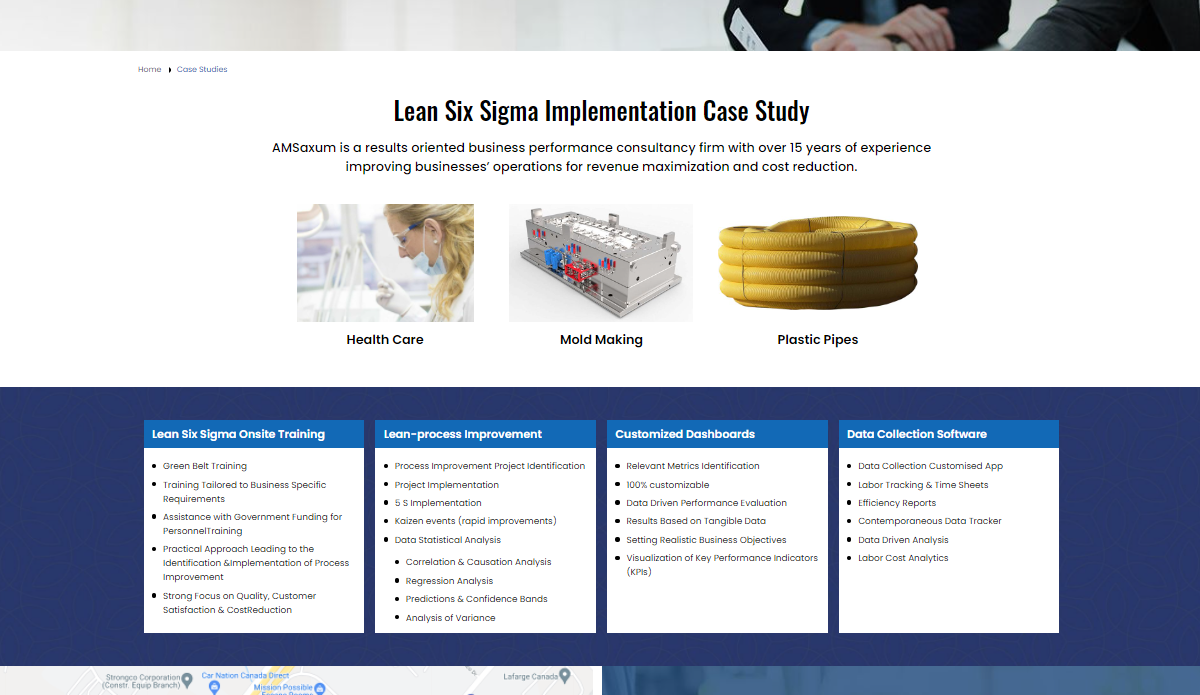 Home
Case Studies
Lean Six Sigma Implementation Case Study
AMSaxum is a results oriented business performance consultancy firm with over 15 years of experience
improving businesses’ operations for revenue maximization and cost reduction.
Health Care
Mold Making
Plastic Pipes
Lean Six Sigma Onsite Training
Green Belt Training
Training Tailored to Business Specific
Requirements
Assistance with Government Funding for
PersonnelTraining
Practical Approach Leading to the
Identification &Implementation of Process
Improvement
Strong Focus on Quality, Customer
Satisfaction & CostReduction
Lean-process Improvement
Process Improvement Project Identification
Project Implementation
5 S Implementation
Kaizen events (rapid improvements)
Data Statistical Analysis
Correlation & Causation Analysis
Regression Analysis
Predictions & Confidence Bands
Analysis of Variance
Customized Dashboards
Relevant Metrics Identification
100% customizable
Data Driven Performance Evaluation
Results Based on Tangible Data
Setting Realistic Business Objectives
Visualization of Key Performance Indicators
(KPIs)
Data Collection Software
Data Collection Customised App
Labor Tracking & Time Sheets
Efficiency Reports
Contemporaneous Data Tracker
Data Driven Analysis
Labor Cost Analytics
Strongco Corporation
(Constr. Equip Branch)
Car Nation Canada Direct
Mission Possible
Lafarge Canada